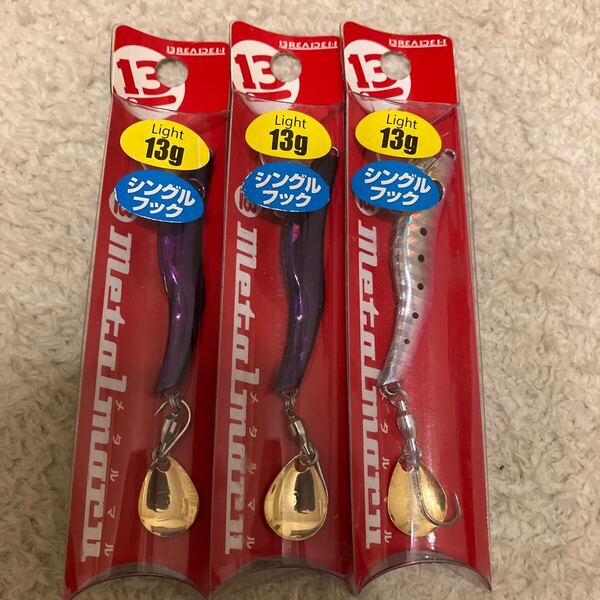 BREADEN
13
Light
13g
シングル
フック
metalmaru
メタルマル
BREADEN
13
Light
13g
シングル
フック
13
metalmaru
メタルマル
BREADEN
13
Light
13g
シングル
フック
metalmaru
メタルマル